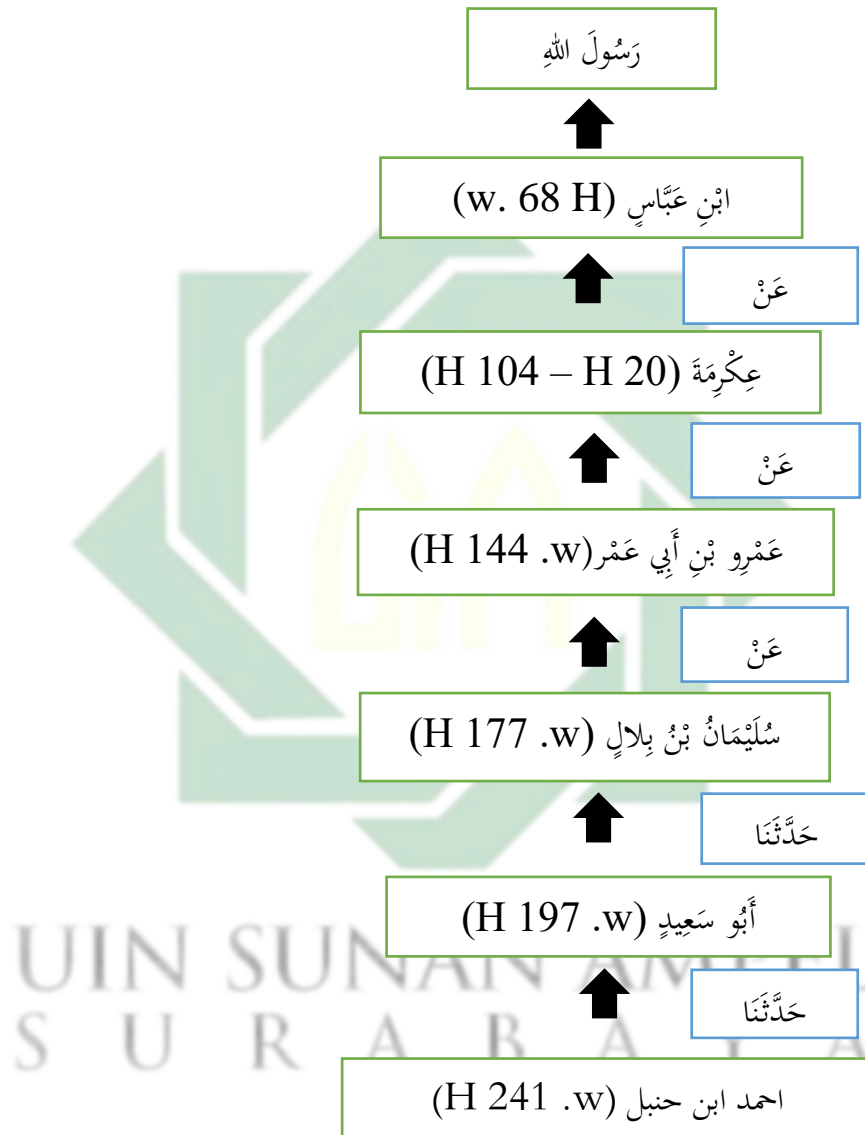 رَسُولَ اللهِ
ابْنِ عَبَّاسٍ (w. 68 H)
عَنْ
عِكْرِمَةَ (H 104 – H 20)
عَنْ
عَمْرِو بْنِ أَبِي عَمْر(H 144 .w)
عَنْ
سُلَيْمَانُ بْنُ بِلالٍ (H 177 .w)
حَدَّثَنَا
أَبُو سَعِيدٍ (H 197 .w)
UIN SUNAN AMPEL
حَدَّثَنَا
SURABAYA
احمد ابن حنبل (H 241 .w)